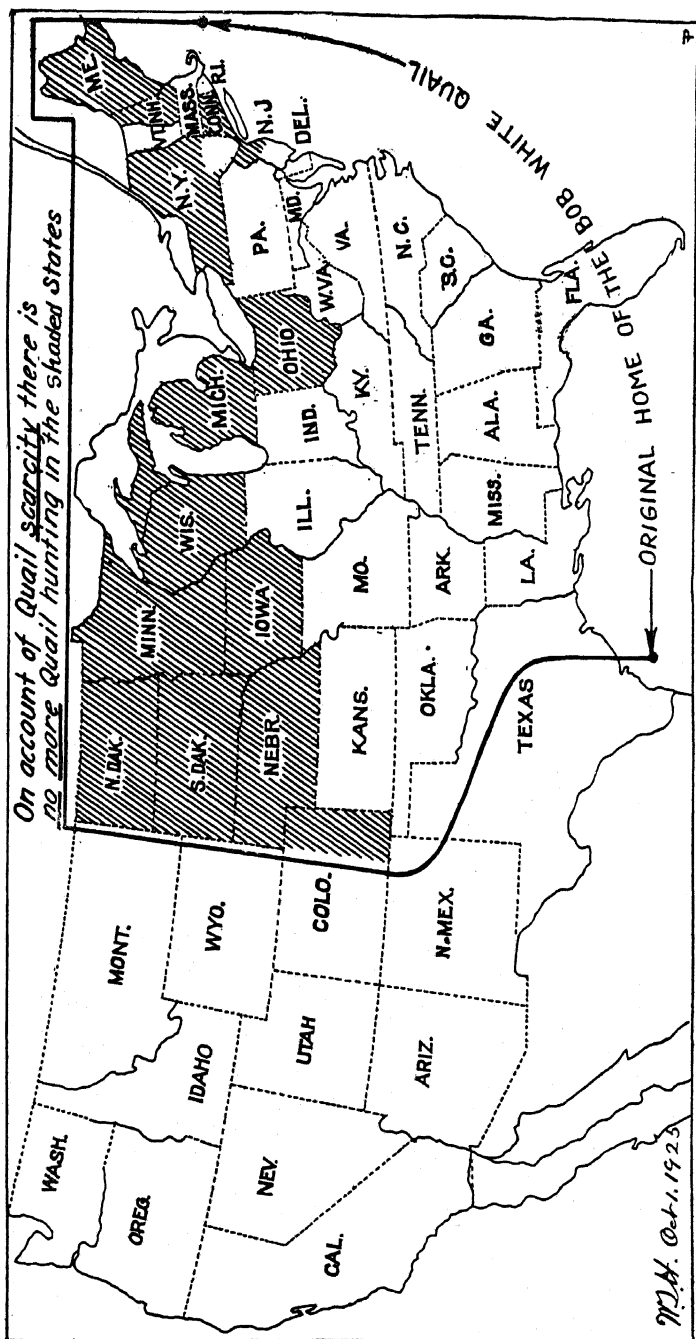 On account of Quail scarcity there is
no more Quail hunting in the shaded States
WASH.
MONT.
N. DAK.
MINN.
ME.
OREG.
IDAHO
WYO.
S. DAK.
WIS.
MICH.
N.Y.
VT.
N.H.
MASS.
CONN.
R.I.
NEV.
UTAH
COLO.
NEBR.
IOWA
ILL.
IND.
OHIO
PA.
N.J
MD.
DEL.
CAL.
ARIZ.
N.MEX.
KANS.
MO.
KY.
W.VA.
VA.
OKLA.
ARK.
TENN.
N.C.
TEXAS
LA.
MISS.
ALA.
GA.
S.C.
FLA.
ORIGINAL HOME OF THE "BOB WHITE QUAIL
Oct. 1. 1923